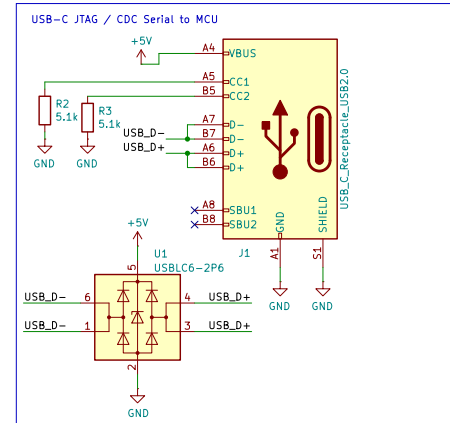 USB-C JTAG / CDC Serial to MCU
+5V
A4
VBUS
A5
CC1
B5
CC2
R2
5.1k
R3
5.1k
GND
GND
A7
D-
USB_D-
B7
D-
USB_D+
A6
D+
B6
D+
A8
SBU1
B8
SBU2
GND
SHIELD
USB_C_Receptacle_USB2.0
J1
A1
S1
GND
GND
+5V
U1
USBLC6-2P6
5
USB_D-
6
4
USB_D+
USB_D-
1
3
USB_D+
2
GND